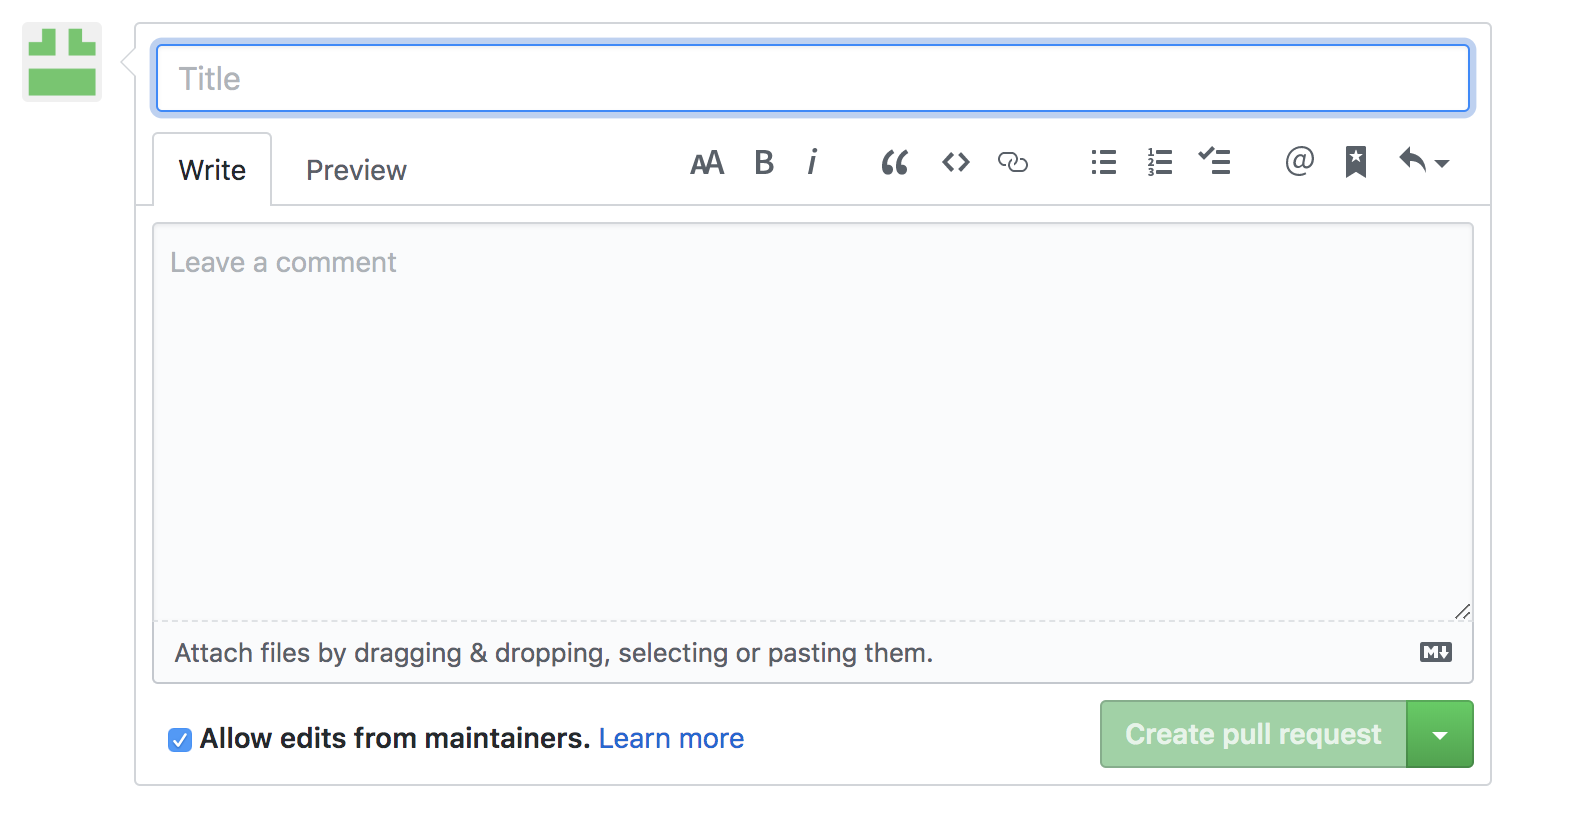 Title
Write Preview AA B i @
Leave a comment
Attach files by dragging & dropping, selecting or pasting them. M
Allow edits from maintainers. Learn more Create pull request